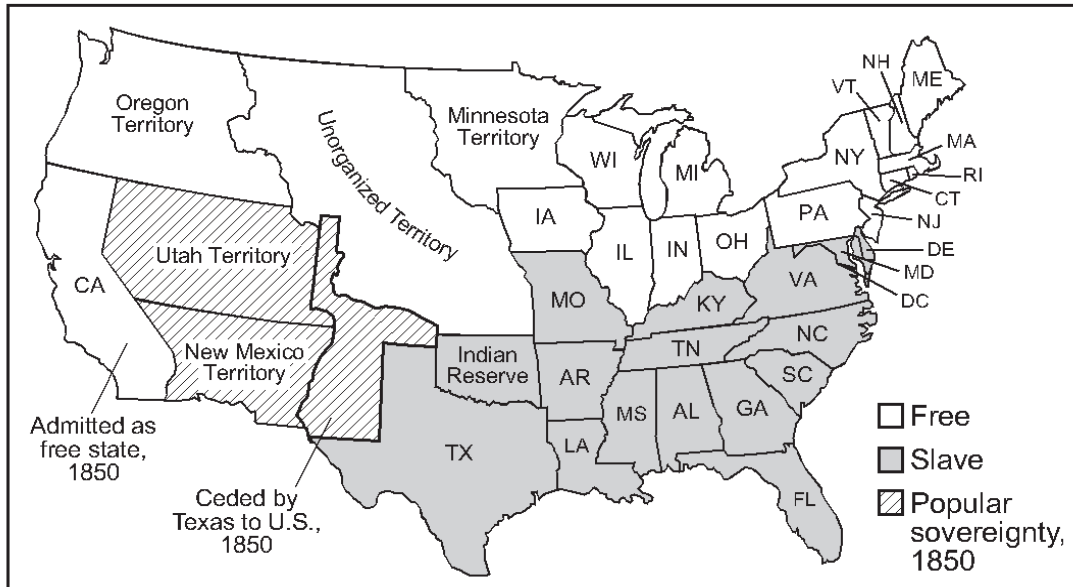 Oregon
Territory
Unorganized Territory
Minnesota
Territory
NH
VT
ME
WI
MI
NY
MA
RI
CT
NJ
PA
IA
IL
IN
OH
DE
MD
DC
Utah Territory
CA
MO
KY
VA
New Mexico
Territory
Indian
Reserve
TN
NC
AR
SC
MS
AL
GA
LA
TX
FL
Admitted as
free state,
1850
Ceded by
Texas to U.S.,
1850
Free
Slave
Popular
sovereignty,
1850